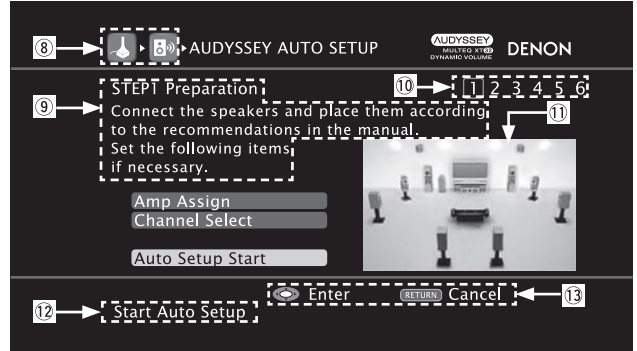 ⑧ AUDYSSEY AUTO SETUP AUDYSSEY MULTEQ XT32 DYNAMIC VOLUME DENON
⑨ STEP1 Preparation ⑩ 1 2 3 4 5 6
Connect the speakers and place them according
to the recommendations in the manual. ⑪
Set the following items
if necessary.
Amp Assign
Channel Select
Auto Setup Start
Enter RETURN Cancel ⑬
⑫ Start Auto Setup